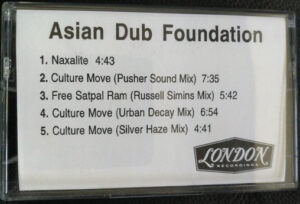 Asian Dub Foundation
1. Naxalite 4:43
2. Culture Move (Pusher Sound Mix) 7:35
3. Free Satpal Ram (Russell Simins Mix) 5:42
4. Culture Move (Urban Decay Mix) 6:54
5. Culture Move (Silver Haze Mix) 4:41
LONDON
RECORDINGS